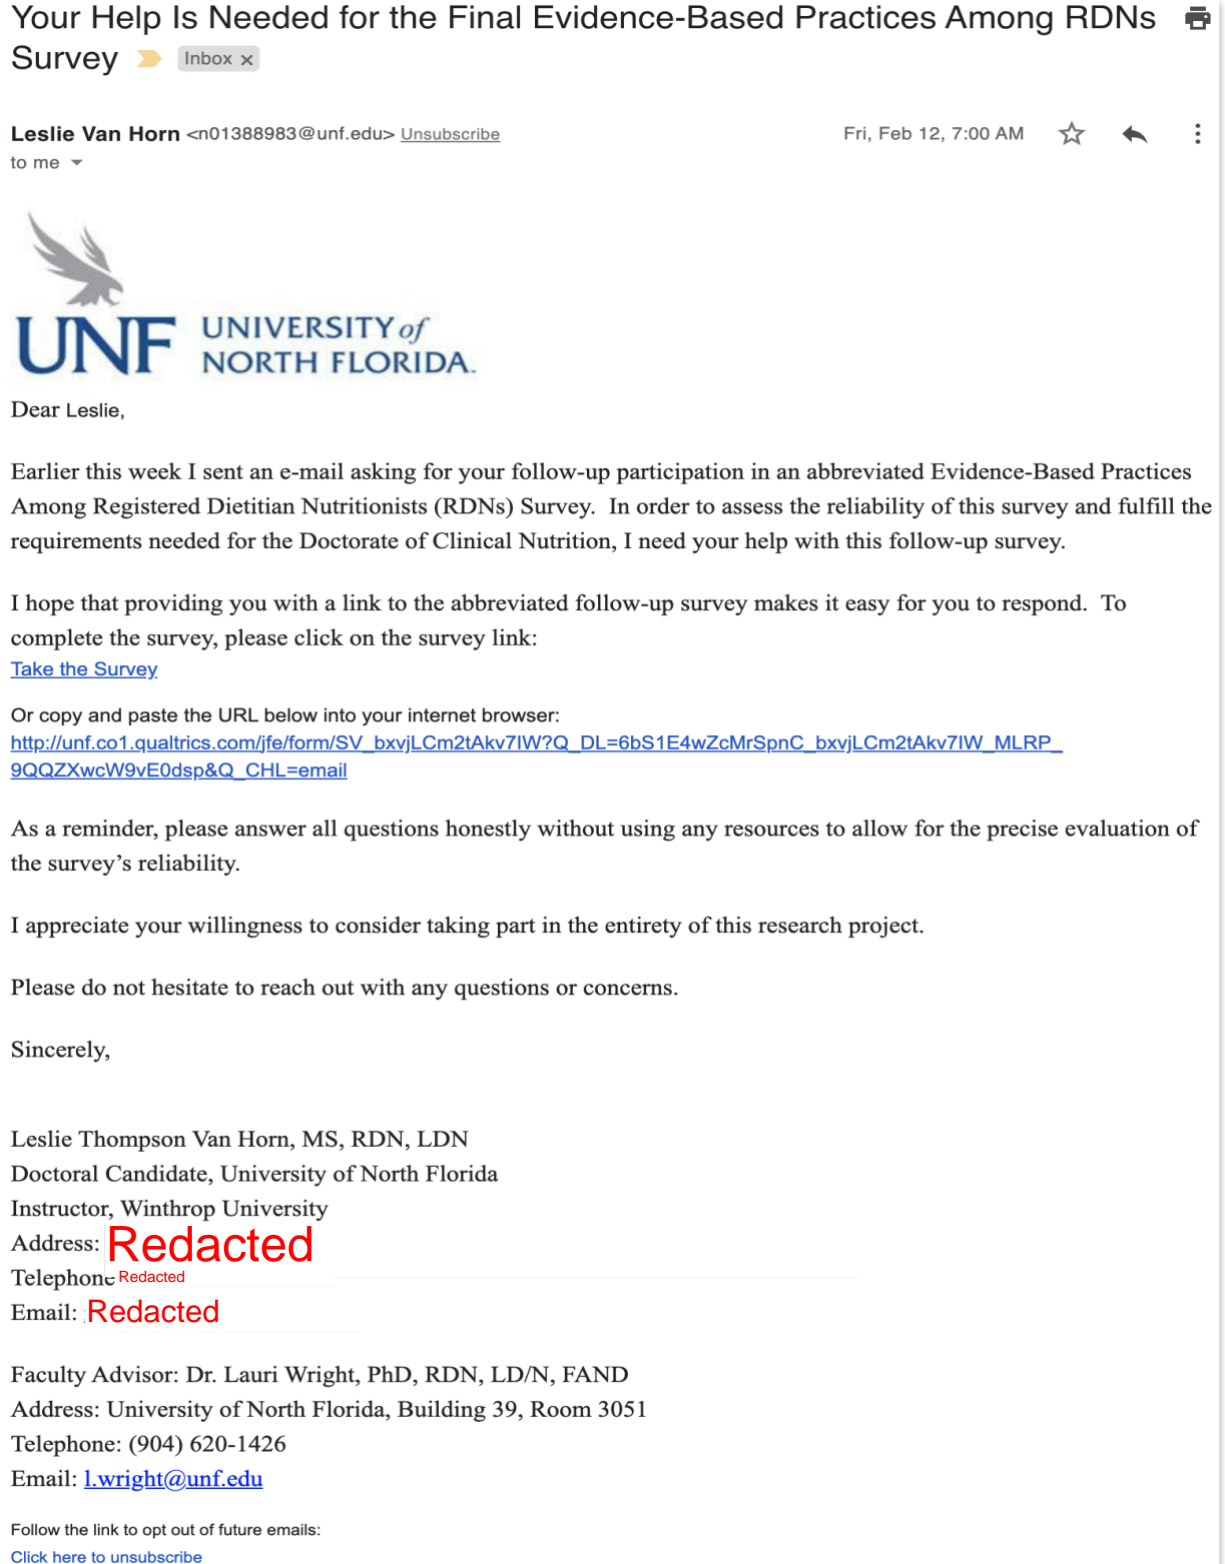 Your Help Is Needed for the Final Evidence-Based Practices Among RDNs
Survey Inbox x
Leslie Van Horn <n01388983@unf.edu> Unsubscribe Fri, Feb 12, 7:00 AM
to me
UNF UNIVERSITY of
NORTH FLORIDA.
Dear Leslie,
Earlier this week I sent an e-mail asking for your follow-up participation in an abbreviated Evidence-Based Practices
Among Registered Dietitian Nutritionists (RDNs) Survey. In order to assess the reliability of this survey and fulfill the
requirements needed for the Doctorate of Clinical Nutrition, I need your help with this follow-up survey.
I hope that providing you with a link to the abbreviated follow-up survey makes it easy for you to respond. To
complete the survey, please click on the survey link:
Take the Survey
Or copy and paste the URL below into your internet browser:
http://unf.co1.qualtrics.com/jfe/form/SV_bxvjLCm2tAkv7IW?Q_DL=6bS1E4wZcMrSpnC_bxvjLCm2tAkv7IW_MLRP_
9QQZXwcW9vE0dsp&Q_CHL=email
As a reminder, please answer all questions honestly without using any resources to allow for the precise evaluation of
the survey’s reliability.
I appreciate your willingness to consider taking part in the entirety of this research project.
Please do not hesitate to reach out with any questions or concerns.
Sincerely,
Leslie Thompson Van Horn, MS, RDN, LDN
Doctoral Candidate, University of North Florida
Instructor, Winthrop University
Address: Redacted
Telephone Redacted
Email: Redacted
Faculty Advisor: Dr. Lauri Wright, PhD, RDN, LD/N, FAND
Address: University of North Florida, Building 39, Room 3051
Telephone: (904) 620-1426
Email: l.wright@unf.edu
Follow the link to opt out of future emails:
Click here to unsubscribe